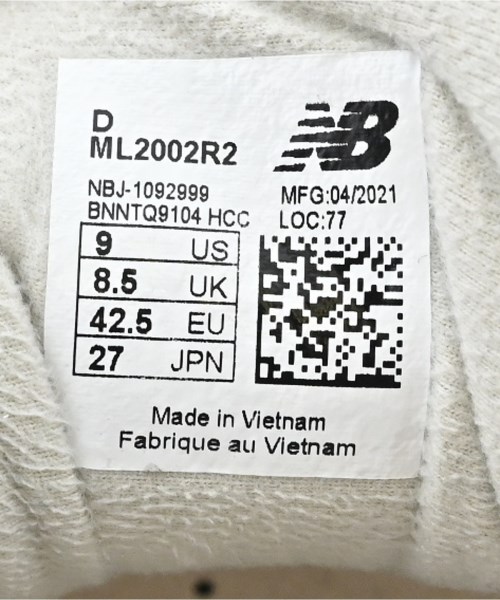 D
ML2002R2
NB
NBJ-1092999
BNNTQ9104 HCC
MFG:04/2021
LOC:77
9 US
8.5 UK
42.5 EU
27 JPN
Made in Vietnam
Fabrique au Vietnam